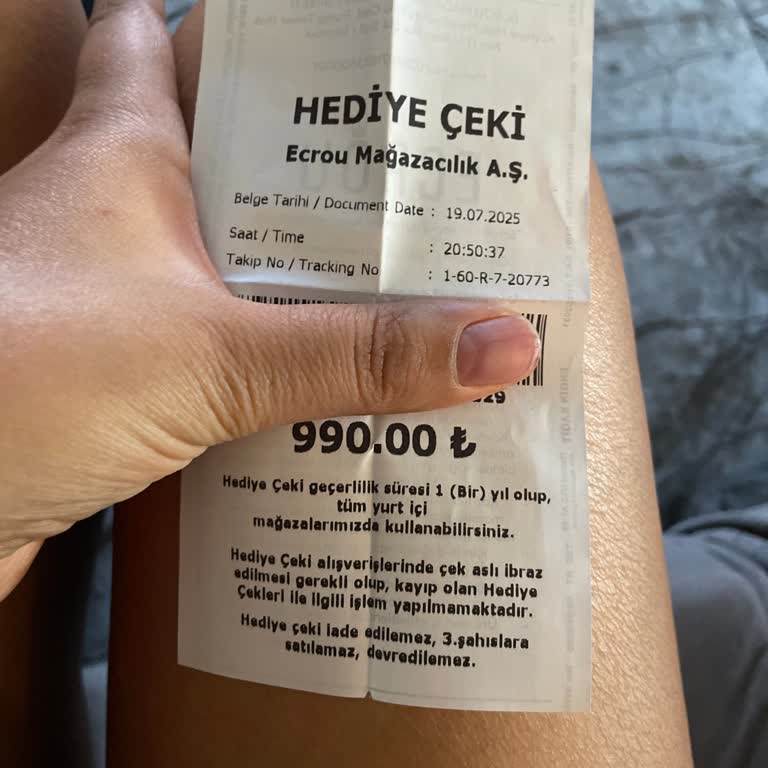 HEDİYE ÇEKİ
Ecrou Mağazacılık A.Ş.
Belge Tarihi / Document Date : 19.07.2025
Saat / Time : 20:50:37
Takip No / Tracking No : 1-60-R-7-20773
990.00 ₺
Hediye Çeki geçerlilik süresi 1 (Bir) yıl olup,
tüm yurt içi
mağazalarımızda kullanabilirsiniz.
Hediye Çeki alışverişlerinde çek aslı ibraz
edilmesi gerekli olup, kayıp olan Hediye
Çekleri ile ilgili işlem yapılmamaktadır.
Hediye çeki iade edilemez, 3.şahıslara
satılamaz, devredilemez.